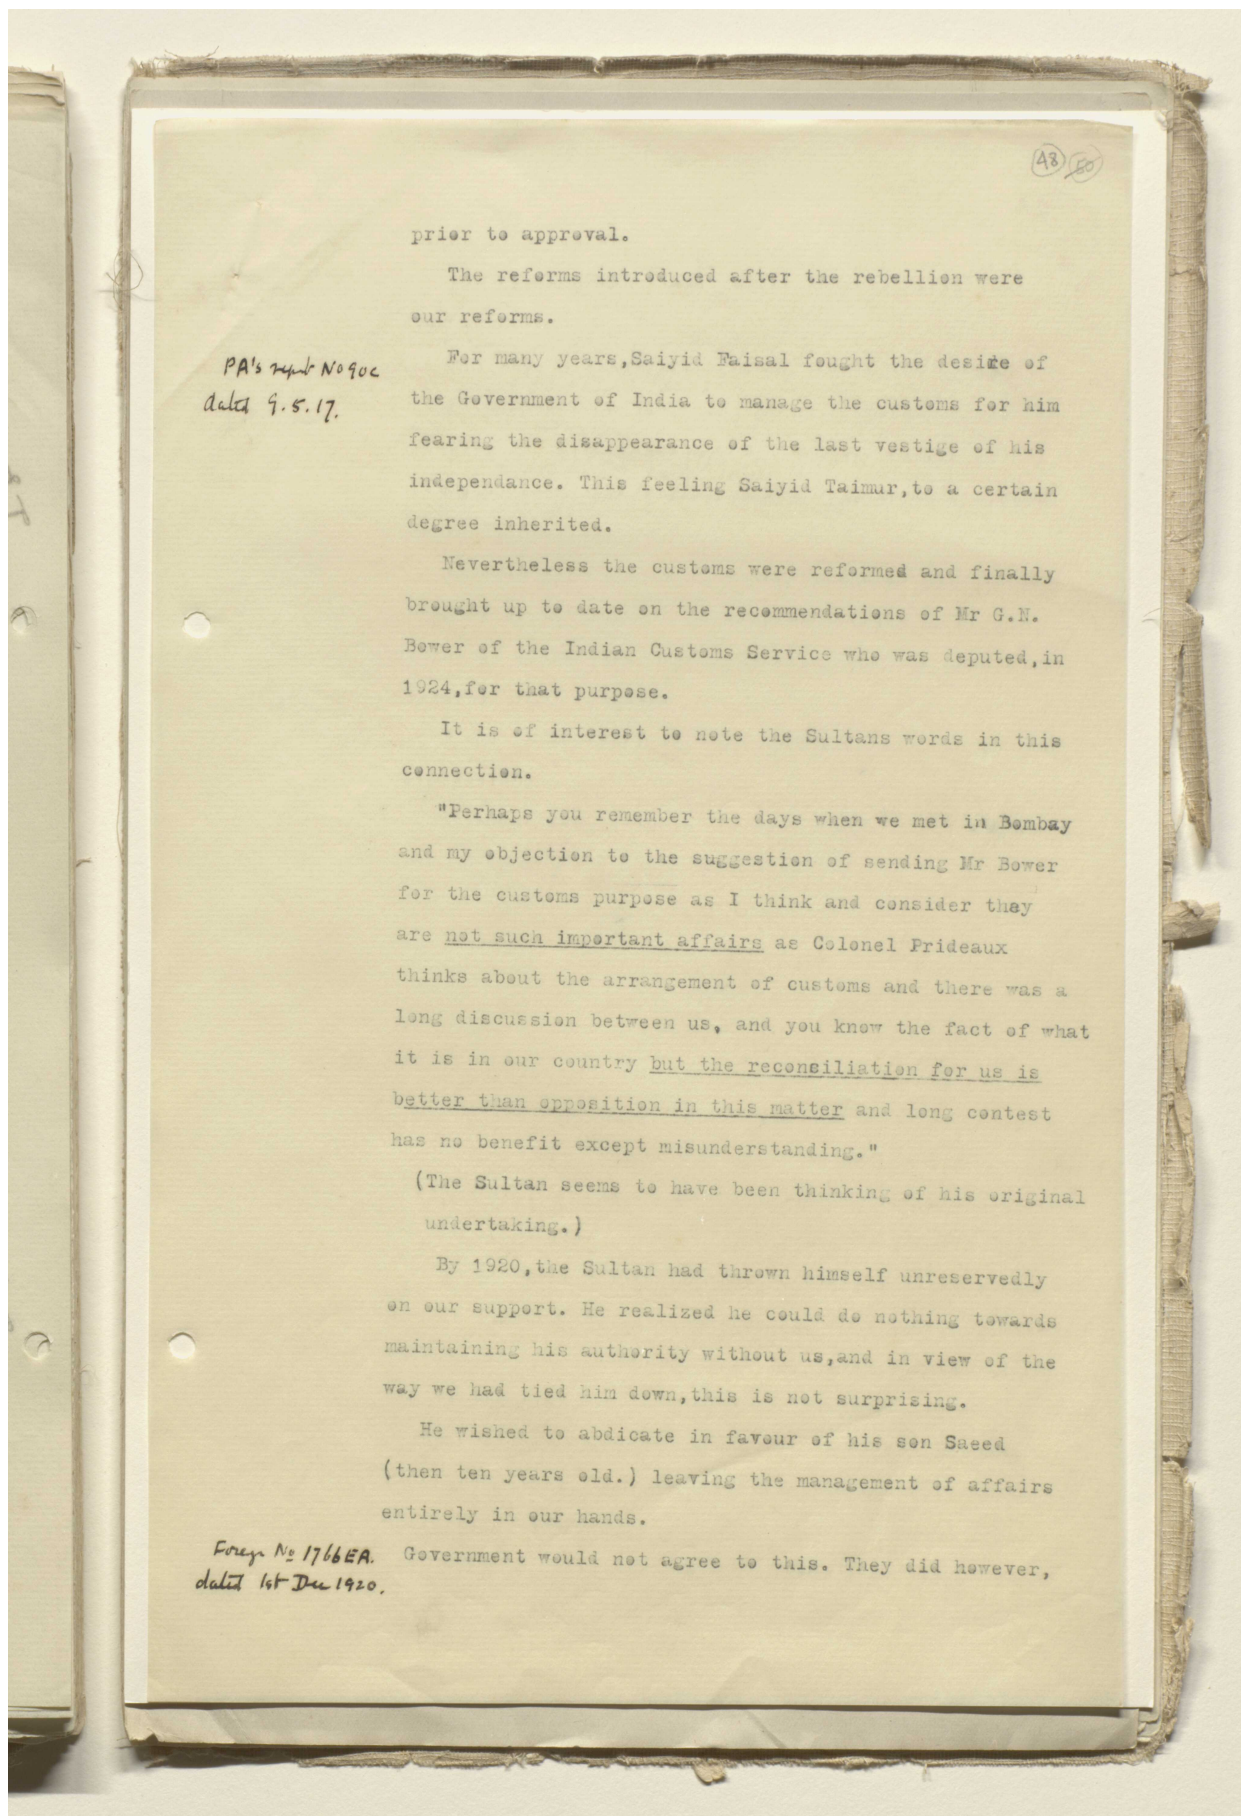 48 50
prior to approval.
The reforms introduced after the rebellion were
our reforms.
For many years,Saiyid Faisal fought the desire of
PA's report No 90c
the Government of India to manage the customs for him
dated 9.5.17.
fearing the disappearance of the last vestige of his
independance. This feeling Saiyid Taimur,to a certain
degree inherited.
Nevertheless the customs were reformed and finally
brought up to date on the recommendations of Mr G.N.
Bower of the Indian Customs Service who was deputed,in
1924,for that purpose.
It is of interest to note the Sultans words in this
connection.
"Perhaps you remember the days when we met in Bombay
and my objection to the suggestion of sending Mr Bower
for the customs purpose as I think and consider they
are not such important affairs as Colonel Prideaux
thinks about the arrangement of customs and there was a
long discussion between us, and you know the fact of what
it is in our country but the reconciliation for us is
better than opposition in this matter and long contest
has no benefit except misunderstanding."
(The Sultan seems to have been thinking of his original
undertaking.)
By 1920,the Sultan had thrown himself unreservedly
on our support. He realized he could do nothing towards
maintaining his authority without us,and in view of the
way we had tied him down,this is not surprising.
He wished to abdicate in favour of his son Saeed
(then ten years old.) leaving the management of affairs
entirely in our hands.
Foreign No 1766EA.
Government would not agree to this. They did however,
dated 1st Dec 1920.